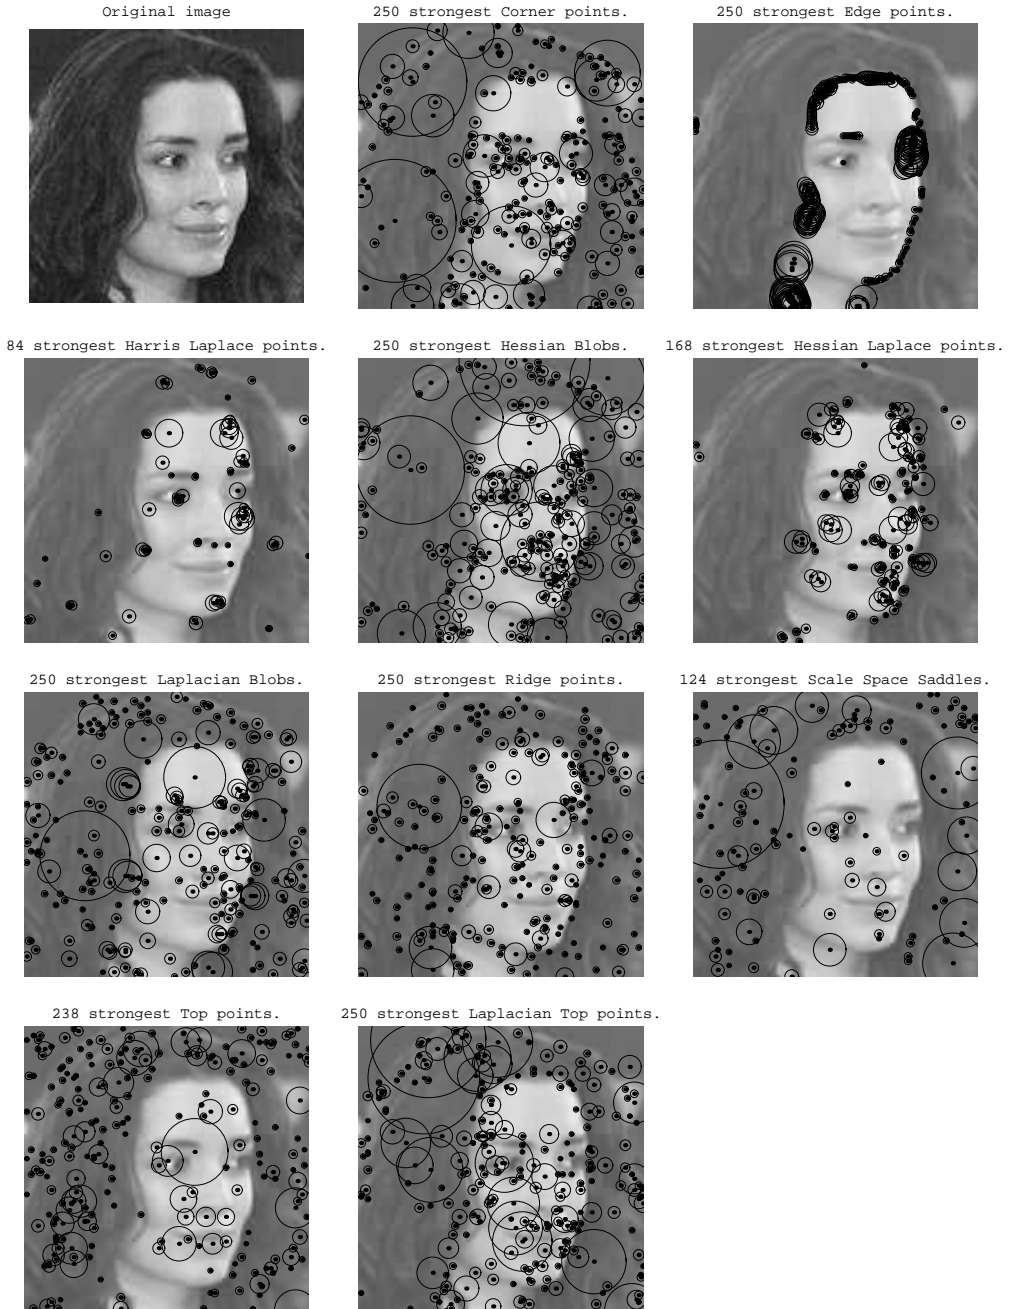 Original image
250 strongest Corner points.
250 strongest Edge points.
84 strongest Harris Laplace points.
250 strongest Hessian Blobs.
168 strongest Hessian Laplace points.
250 strongest Laplacian Blobs.
250 strongest Ridge points.
124 strongest Scale Space Saddles.
238 strongest Top points.
250 strongest Laplacian Top points.